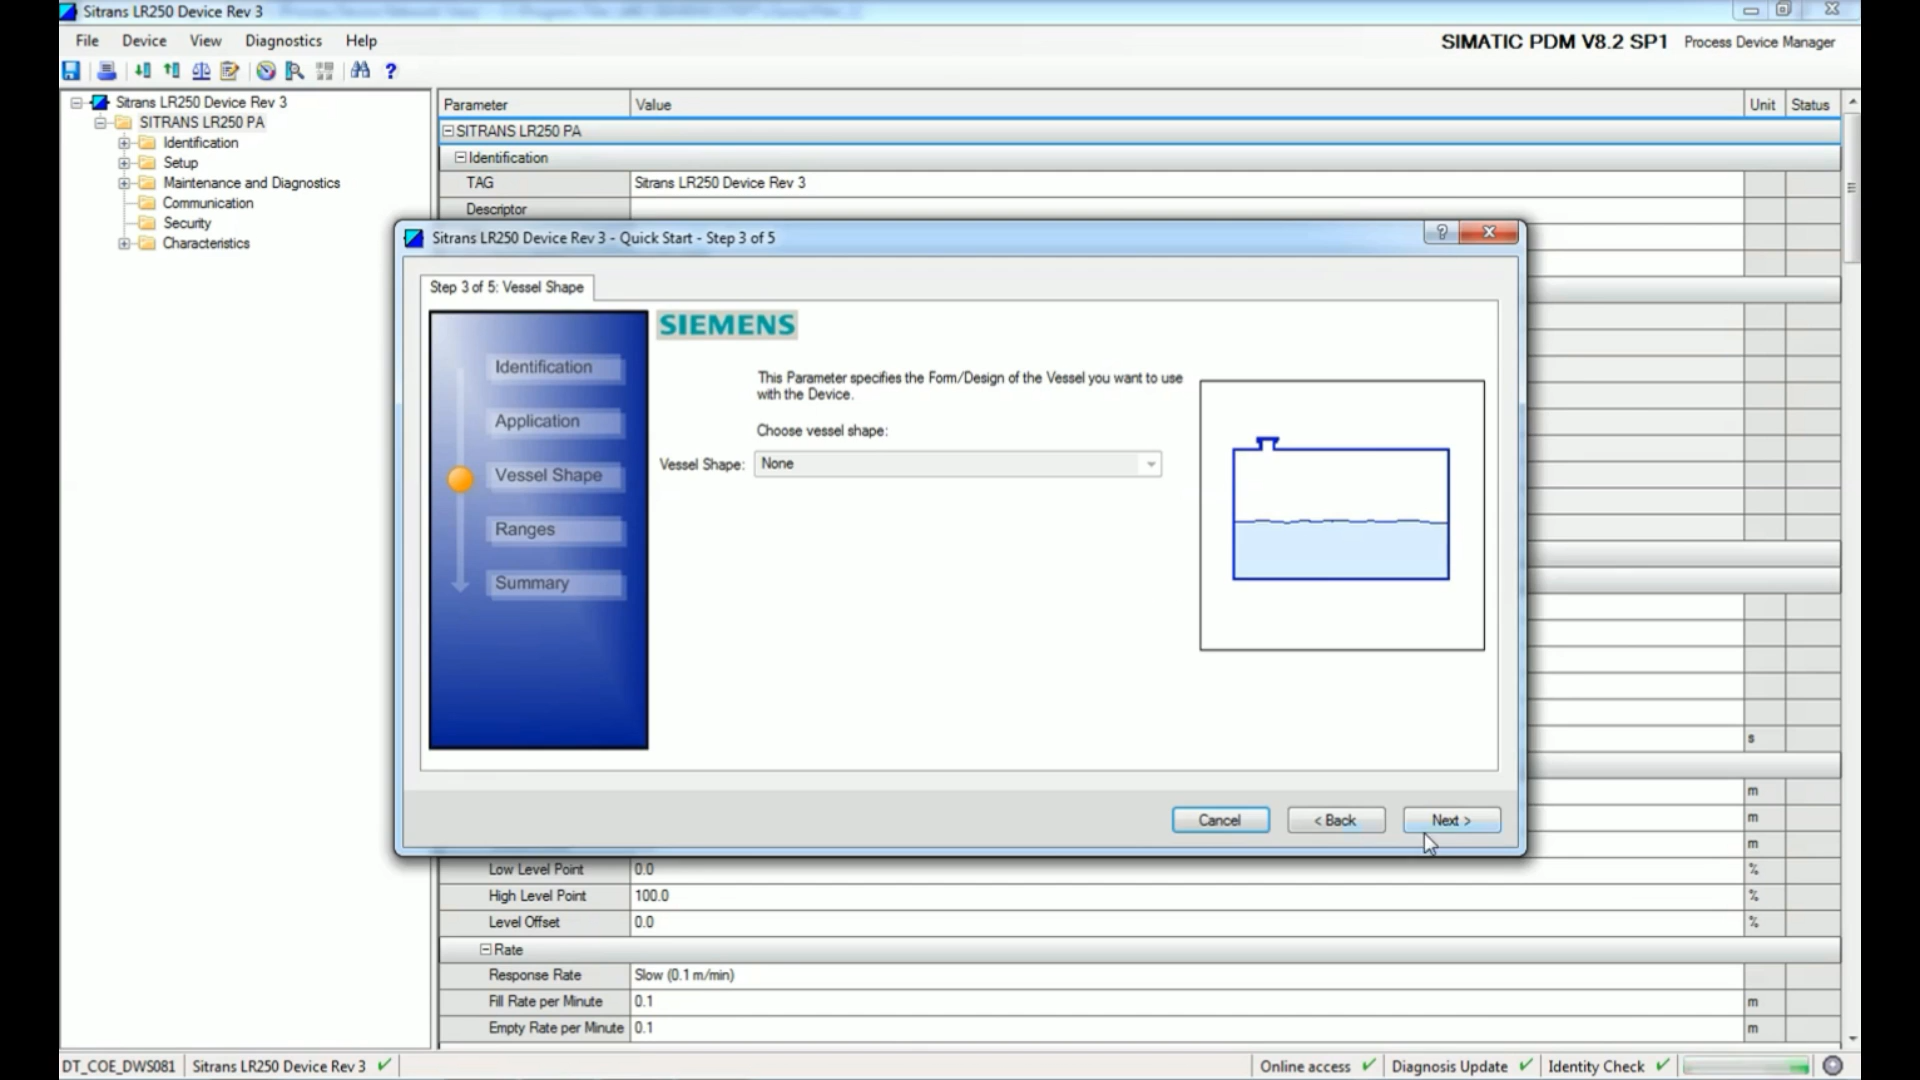 Sitrans LR250 Device Rev 3
File Device View Diagnostics Help
SIMATIC PDM V8.2 SP1 Process Device Manager
Sitrans LR250 Device Rev 3
SITRANS LR250 PA
Identification
Setup
Maintenance and Diagnostics
Communication
Security
Characteristics
Parameter Value Unit Status
SITRANS LR250 PA
Identification
TAG Sitrans LR250 Device Rev 3
Descriptor
Sitrans LR250 Device Rev 3 - Quick Start - Step 3 of 5
Step 3 of 5: Vessel Shape
SIEMENS
Identification
Application
Vessel Shape
Ranges
Summary
This Parameter specifies the Form/Design of the Vessel you want to use
with the Device.
Choose vessel shape:
Vessel Shape: None
Cancel < Back Next >
s
m
m
m
Low Level Point 0.0 %
High Level Point 100.0 %
Level Offset 0.0 %
Rate
Response Rate Slow (0.1 m/min)
Fill Rate per Minute 0.1 m
Empty Rate per Minute 0.1 m
DT_COE_DWS081 Sitrans LR250 Device Rev 3 Online access Diagnosis Update Identity Check